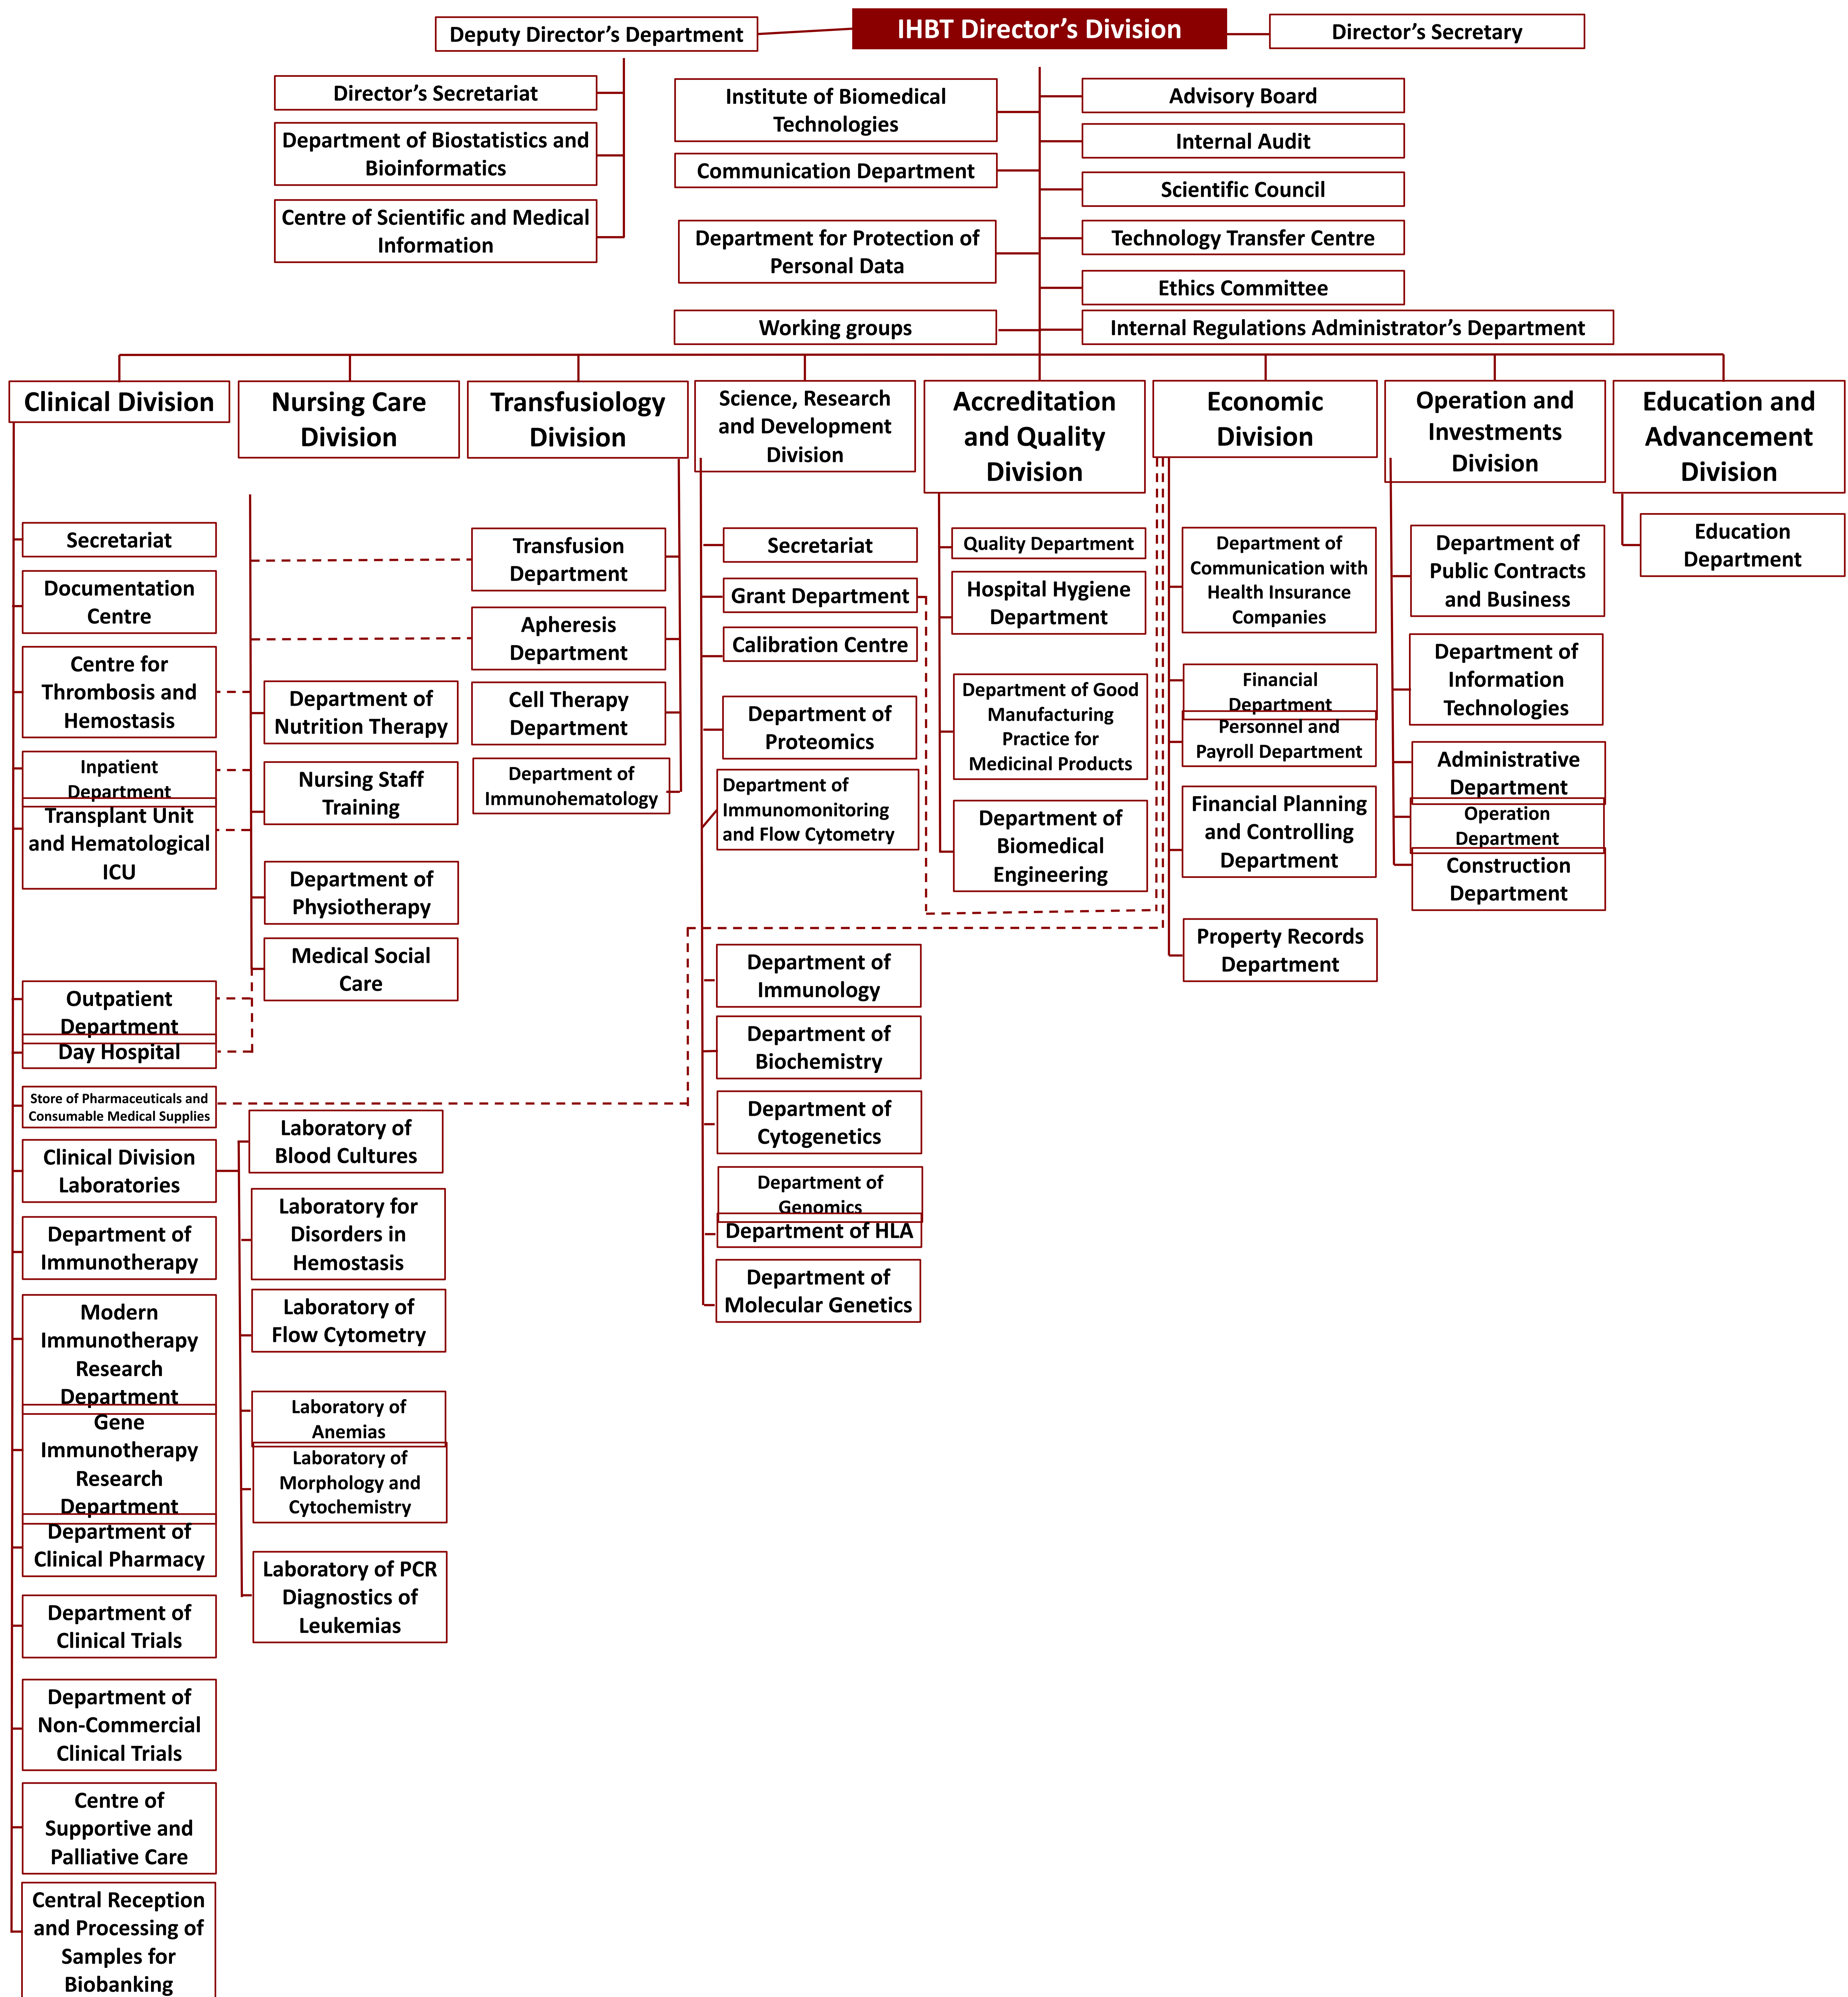 Deputy Director’s Department
IHBT Director’s Division
Director’s Secretary
Director’s Secretariat
Department of Biostatistics and
Bioinformatics
Centre of Scientific and Medical
Information
Institute of Biomedical
Technologies
Communication Department
Department for Protection of
Personal Data
Working groups
Advisory Board
Internal Audit
Scientific Council
Technology Transfer Centre
Ethics Committee
Internal Regulations Administrator’s Department
Clinical Division
Nursing Care
Division
Transfusiology
Division
Science, Research
and Development
Division
Accreditation
and Quality
Division
Economic
Division
Operation and
Investments
Division
Education and
Advancement
Division
Secretariat
Documentation
Centre
Centre for
Thrombosis and
Hemostasis
Inpatient
Department
Transplant Unit
and Hematological
ICU
Outpatient
Department
Day Hospital
Store of Pharmaceuticals and
Consumable Medical Supplies
Clinical Division
Laboratories
Department of
Immunotherapy
Modern
Immunotherapy
Research
Department
Gene
Immunotherapy
Research
Department
Department of
Clinical Pharmacy
Department of
Clinical Trials
Department of
Non-Commercial
Clinical Trials
Centre of
Supportive and
Palliative Care
Central Reception
and Processing of
Samples for
Biobanking
Department of
Nutrition Therapy
Nursing Staff
Training
Department of
Physiotherapy
Medical Social
Care
Laboratory of
Blood Cultures
Laboratory for
Disorders in
Hemostasis
Laboratory of
Flow Cytometry
Laboratory of
Anemias
Laboratory of
Morphology and
Cytochemistry
Laboratory of PCR
Diagnostics of
Leukemias
Transfusion
Department
Apheresis
Department
Cell Therapy
Department
Department of
Immunohematology
Secretariat
Grant Department
Calibration Centre
Department of
Proteomics
Department of
Immunomonitoring
and Flow Cytometry
Department of
Immunology
Department of
Biochemistry
Department of
Cytogenetics
Department of
Genomics
Department of HLA
Department of
Molecular Genetics
Quality Department
Hospital Hygiene
Department
Department of Good
Manufacturing
Practice for
Medicinal Products
Department of
Biomedical
Engineering
Department of
Communication with
Health Insurance
Companies
Financial
Department
Personnel and
Payroll Department
Financial Planning
and Controlling
Department
Property Records
Department
Department of
Public Contracts
and Business
Department of
Information
Technologies
Administrative
Department
Operation
Department
Construction
Department
Education
Department